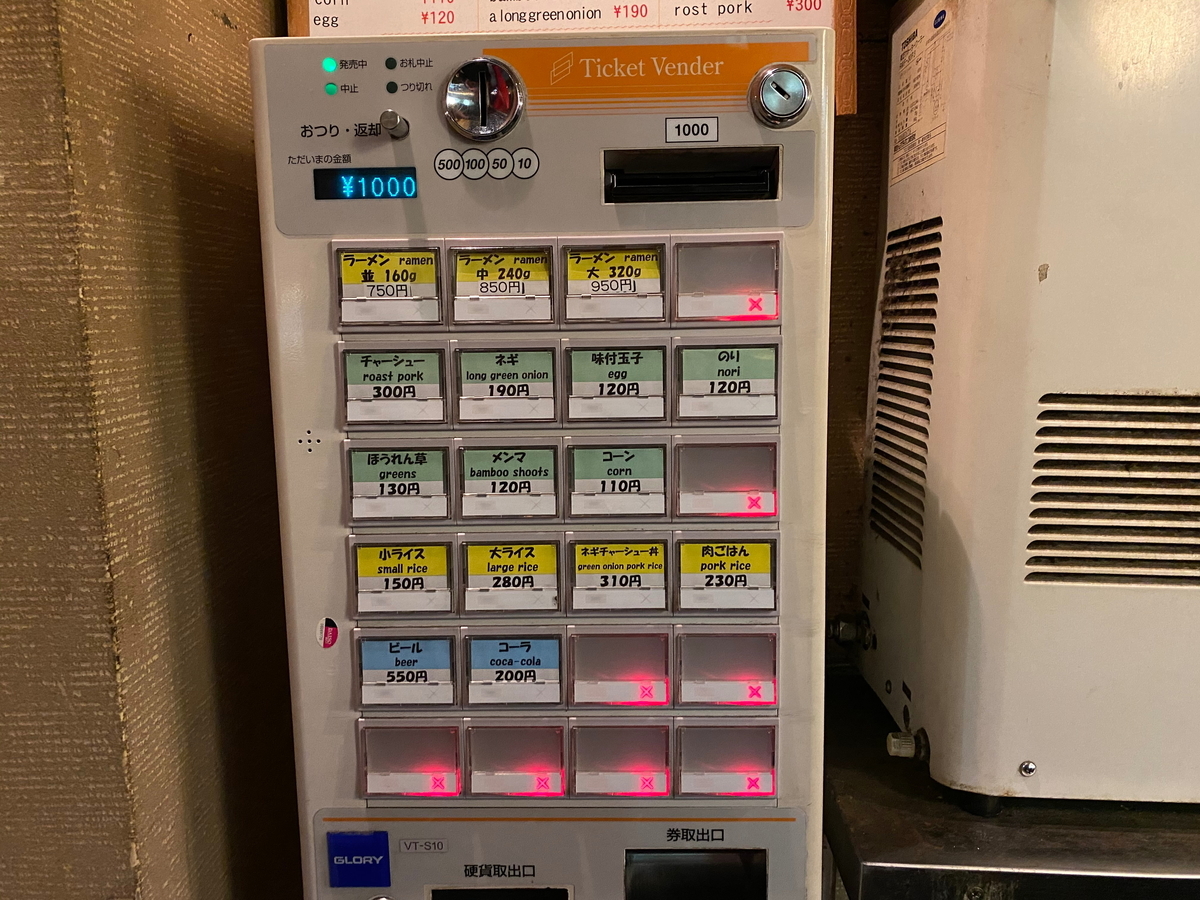 corn ¥110
egg ¥120
a long green onion ¥190
rost pork ¥300
発売中
お札中止
中止
つり切れ
Ticket Vender
おつり・返却
1000
ただいまの金額
¥1000
500 100 50 10
TOSHIBA
ラーメン ramen
並 160g
750円
ラーメン ramen
中 240g
850円
ラーメン ramen
大 320g
950円
チャーシュー
roast pork
300円
ネギ
long green onion
190円
味付玉子
egg
120円
のり
nori
120円
ほうれん草
greens
130円
メンマ
bamboo shoots
120円
コーン
corn
110円
小ライス
small rice
150円
大ライス
large rice
280円
ネギチャーシュー丼
green onion pork rice
310円
肉ごはん
pork rice
230円
ビール
beer
550円
コーラ
coca-cola
200円
GLORY
VT-S10
硬貨取出口
券取出口